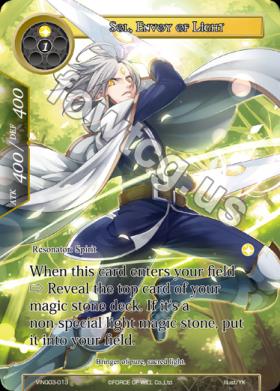 Sol, Envoy of Light
1
ATK 400/DEF 400
fowtcg.us
Resonator: Spirit
When this card enters your field
⇨ Reveal the top card of your
magic stone deck. If it's a
non-special light magic stone, put
it into your field.
Bringer of pure, sacred light.
VIN003-013 ©FORCE OF WILL Co.,Ltd. Illust/YK